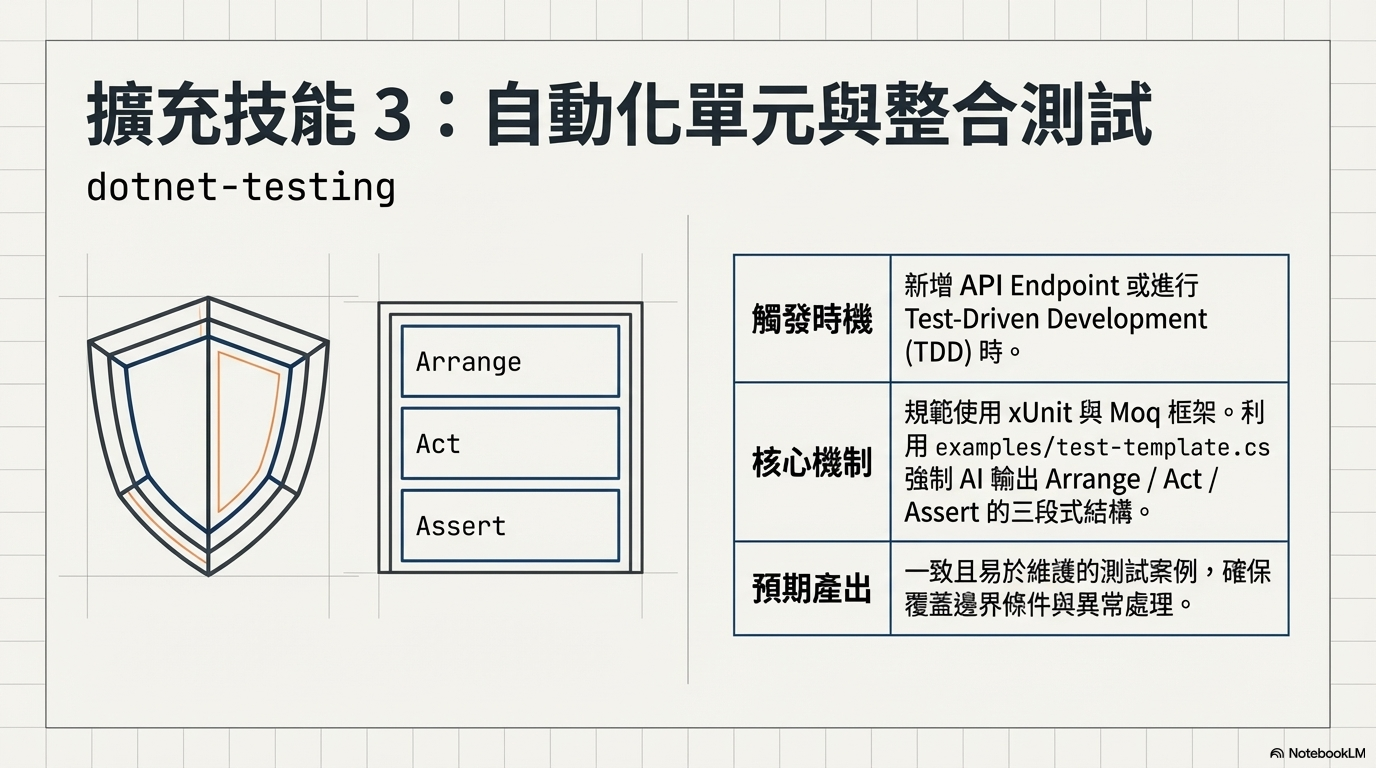 擴充技能 3：自動化單元與整合測試
dotnet-testing
Arrange
Act
Assert
觸發時機
新增 API Endpoint 或進行
Test-Driven Development
(TDD) 時。
核心機制
規範使用 xUnit 與 Moq 框架。利
用 examples/test-template.cs
強制 AI 輸出 Arrange / Act /
Assert 的三段式結構。
預期產出
一致且易於維護的測試案例，確保
覆蓋邊界條件與異常處理。
NotebookLM